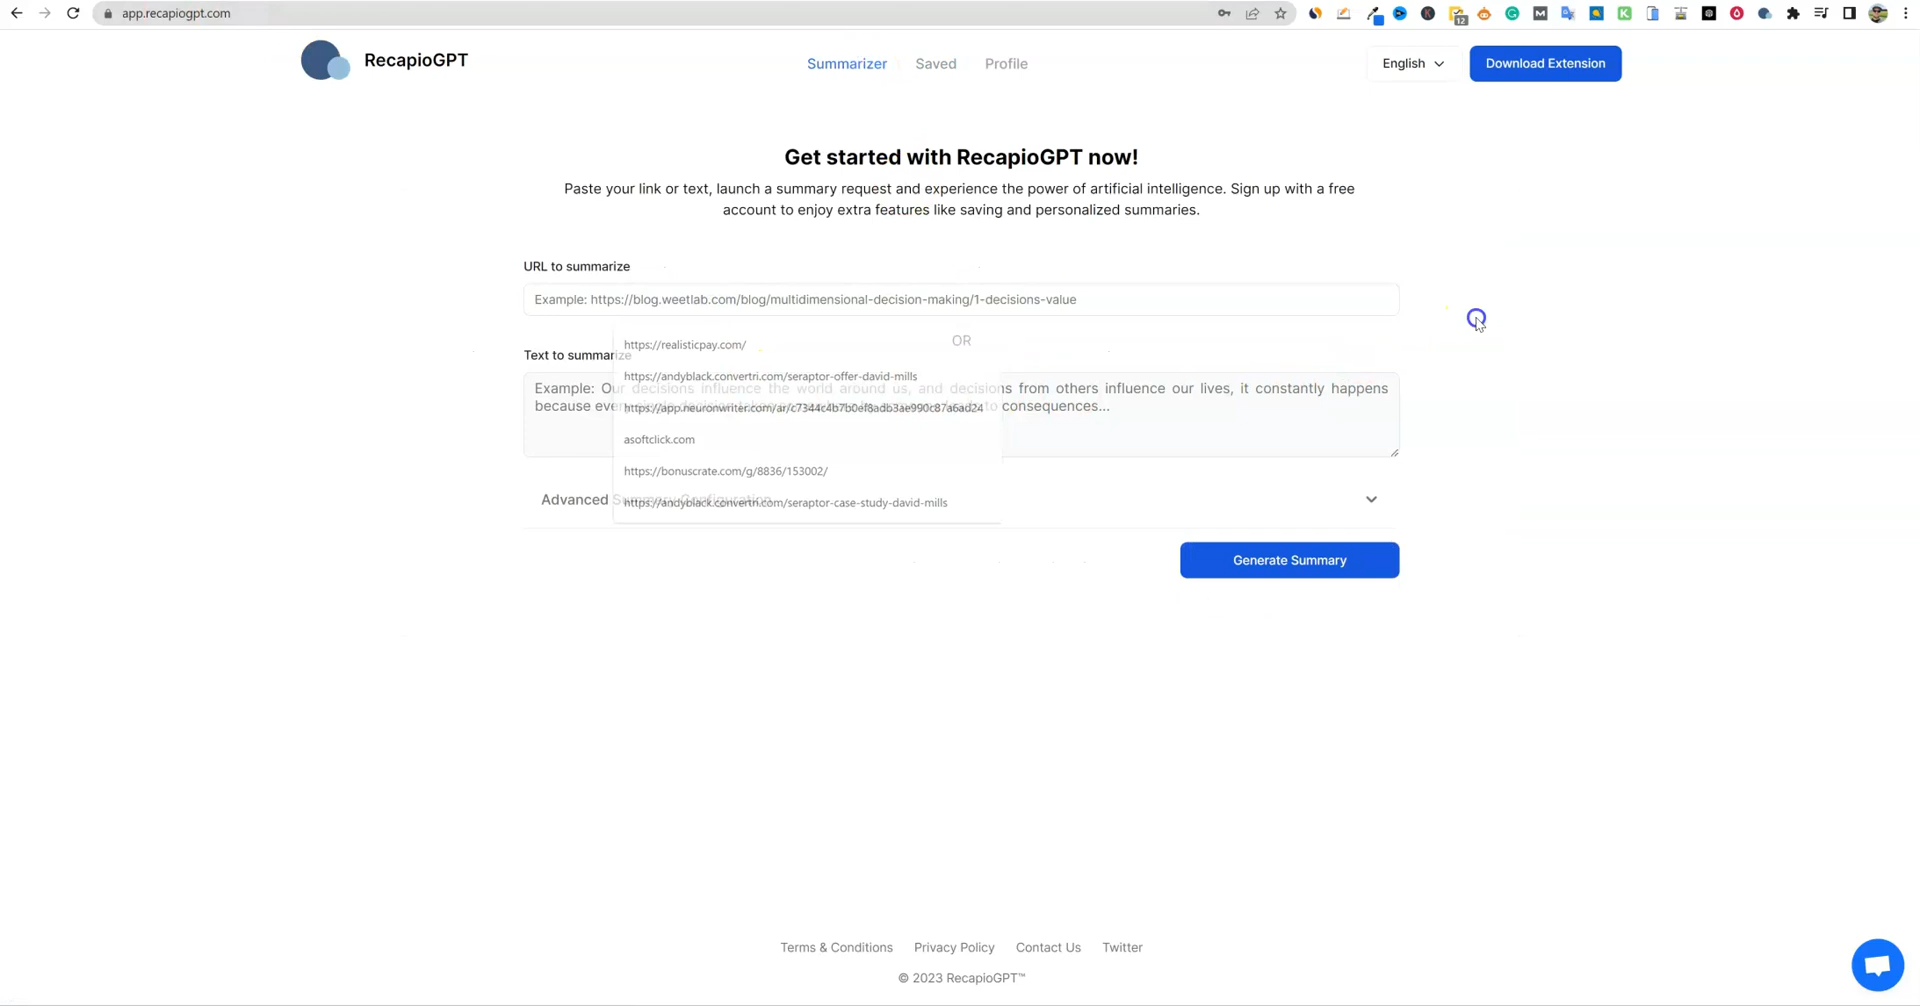 app.recapiogpt.com
12
RecapioGPT
Summarizer
Saved
Profile
English
Download Extension
Get started with RecapioGPT now!
Paste your link or text, launch a summary request and experience the power of artificial intelligence. Sign up with a free
account to enjoy extra features like saving and personalized summaries.
URL to summarize
Example: https://blog.weetlab.com/blog/multidimensional-decision-making/1-decisions-value
OR
https://realisticpay.com/
Text to summarize
https://andyblack.convertri.com/seraptor-offer-david-mills
Example: Our decisions influence the world around us, and decisions from others influence our lives, it constantly happens
because consequences...
https://app.neuronwriter.com/ar/c7344c4b7b0ef8adb3ae990c87a6ad24
asoftclick.com
https://bonuscrate.com/g/8836/153002/
Advanced Summary Configuration
https://andyblack.convertri.com/seraptor-case-study-david-mills
Generate Summary
Terms & Conditions
Privacy Policy
Contact Us
Twitter
© 2023 RecapioGPT™